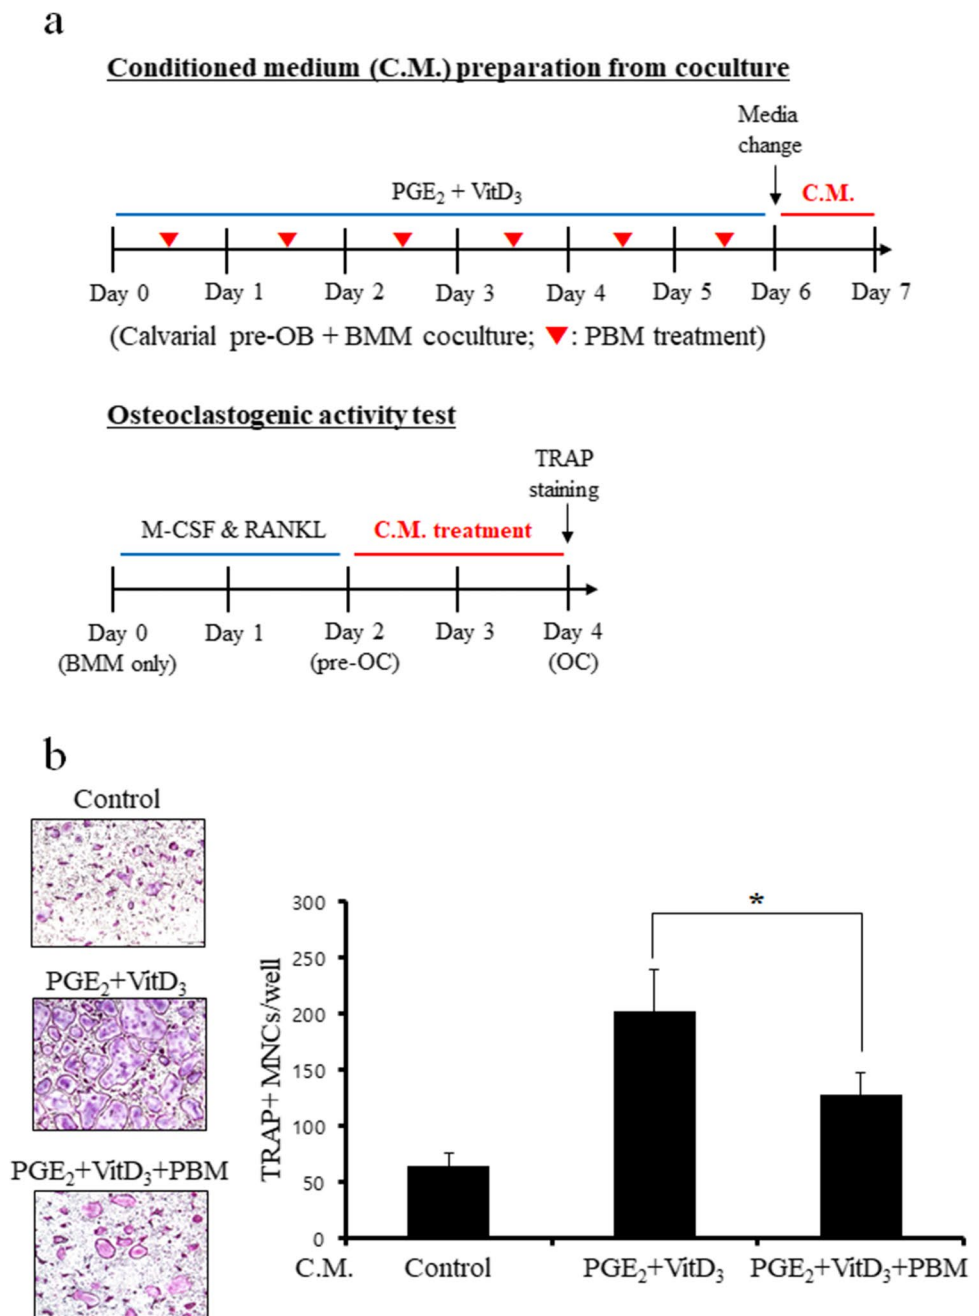 a
Conditioned medium (C.M.) preparation from coculture
Media
change
PGE₂ + VitD₃
C.M.
Day 0 Day 1 Day 2 Day 3 Day 4 Day 5 Day 6 Day 7
(Calvarial pre-OB + BMM coculture; ▼: PBM treatment)
Osteoclastogenic activity test
TRAP
staining
M-CSF & RANKL
C.M. treatment
Day 0 Day 1 Day 2 Day 3 Day 4
(BMM only) (pre-OC) (OC)
b
Control
PGE₂+VitD₃
PGE₂+VitD₃+PBM
TRAP+ MNCs/well
300
250
200
150
100
50
0
*
C.M. Control PGE₂+VitD₃ PGE₂+VitD₃+PBM